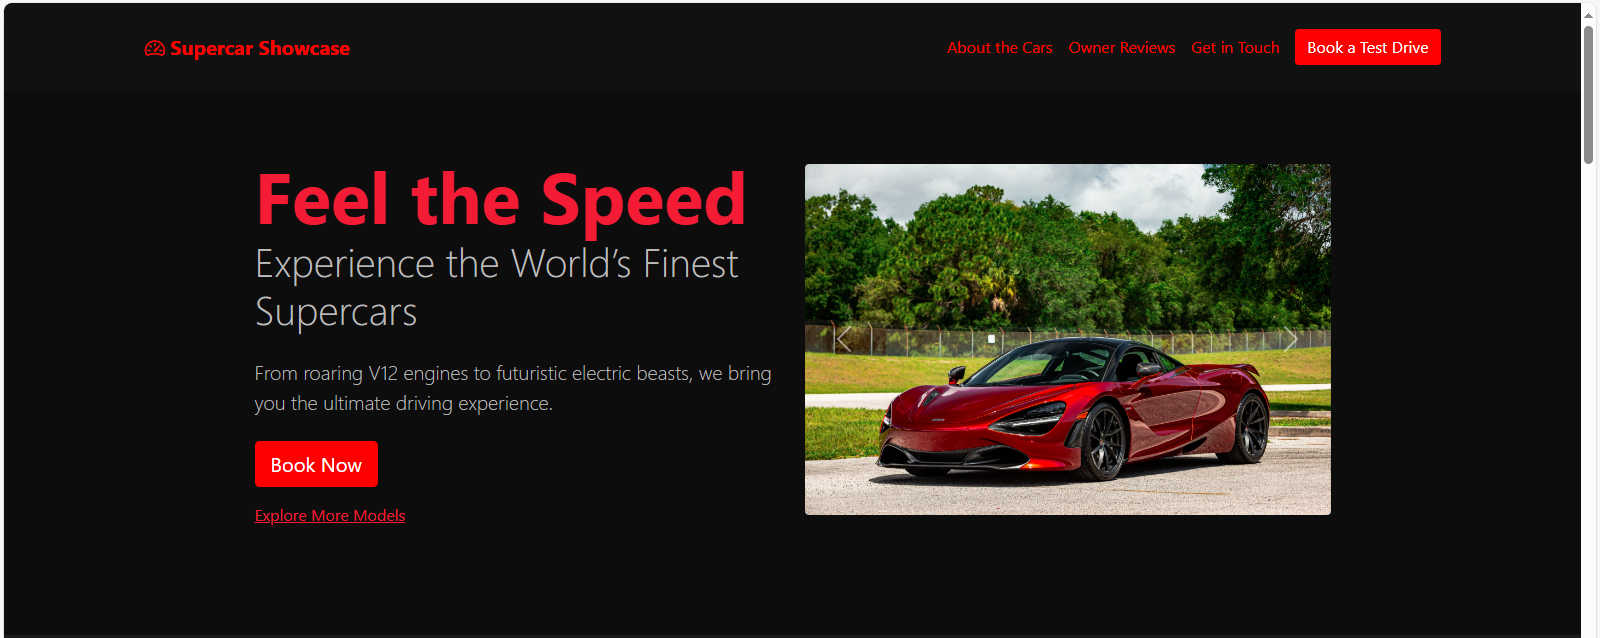 Supercar Showcase
About the Cars
Owner Reviews
Get in Touch
Book a Test Drive
Feel the Speed
Experience the World’s Finest
Supercars
From roaring V12 engines to futuristic electric beasts, we bring
you the ultimate driving experience.
Book Now
Explore More Models